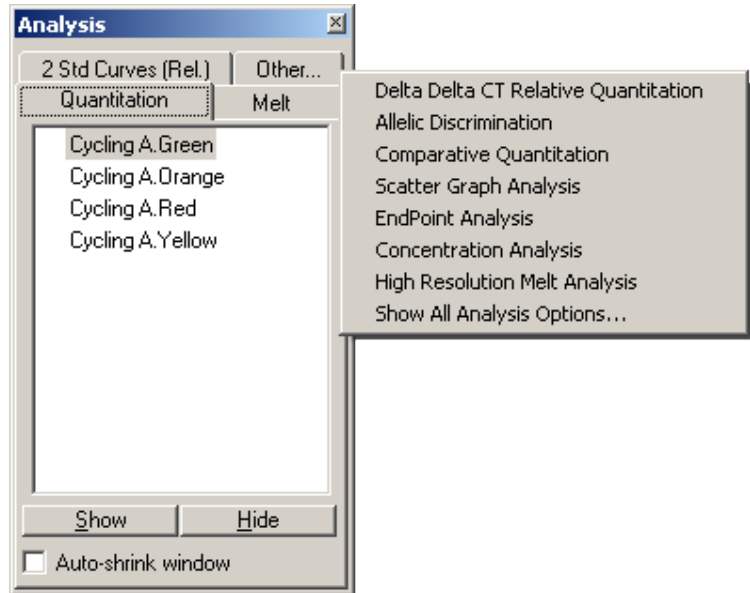 Analysis
2 Std Curves (Rel.)
Other...
Quantitation
Melt
Cycling A.Green
Cycling A.Orange
Cycling A.Red
Cycling A.Yellow
Show
Hide
Auto-shrink window
Delta Delta CT Relative Quantitation
Allelic Discrimination
Comparative Quantitation
Scatter Graph Analysis
EndPoint Analysis
Concentration Analysis
High Resolution Melt Analysis
Show All Analysis Options...